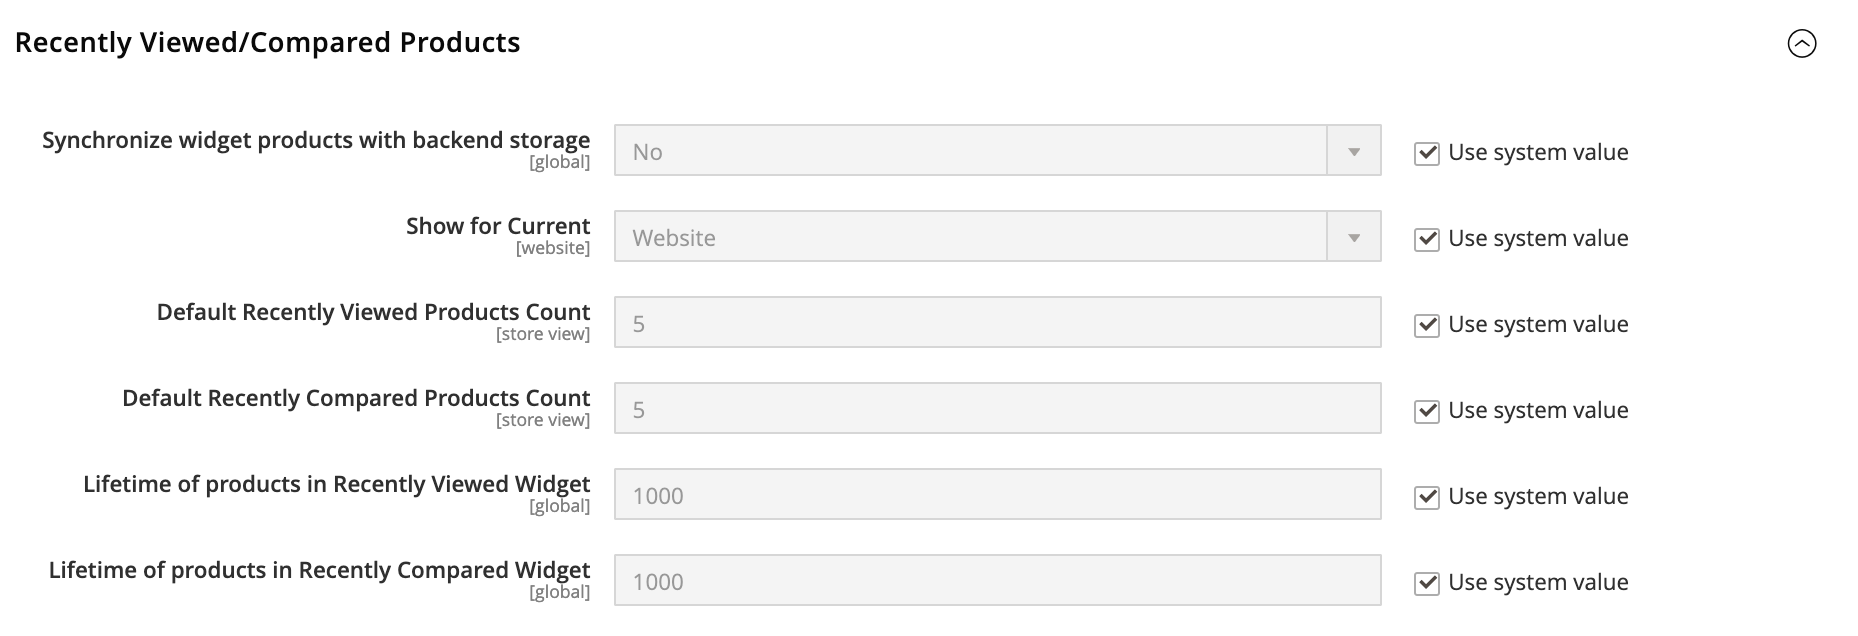 Recently Viewed/Compared Products
Synchronize widget products with backend storage
[global]
No
Use system value
Show for Current
[website]
Website
Use system value
Default Recently Viewed Products Count
[store view]
5
Use system value
Default Recently Compared Products Count
[store view]
5
Use system value
Lifetime of products in Recently Viewed Widget
[global]
1000
Use system value
Lifetime of products in Recently Compared Widget
[global]
1000
Use system value